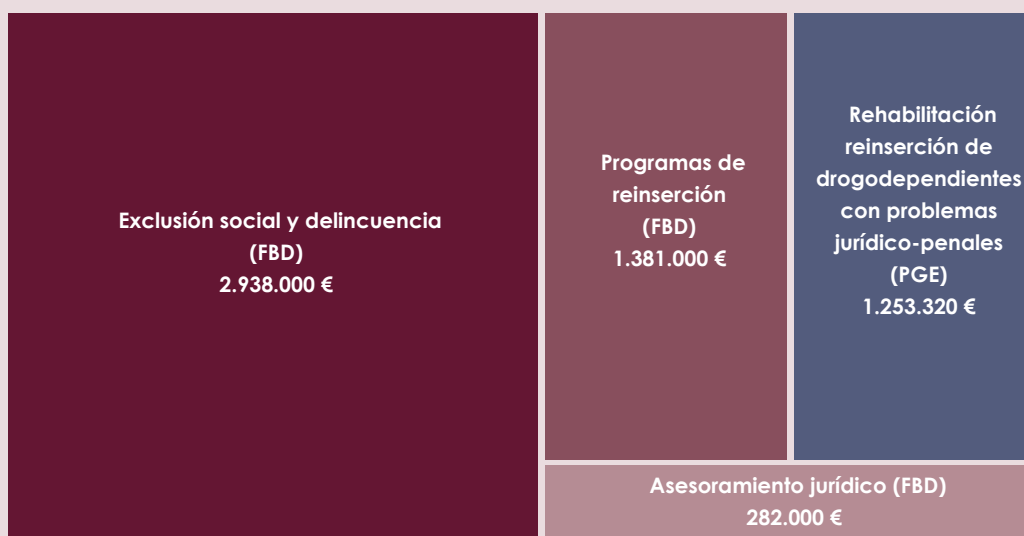 Exclusión social y delincuencia
(FBD)
2.938.000 €
Programas de
reinserción
(FBD)
1.381.000 €
Rehabilitación
reinserción de
drogodependientes
con problemas
jurídico-penales
(PGE)
1.253.320 €
Asesoramiento jurídico (FBD)
282.000 €